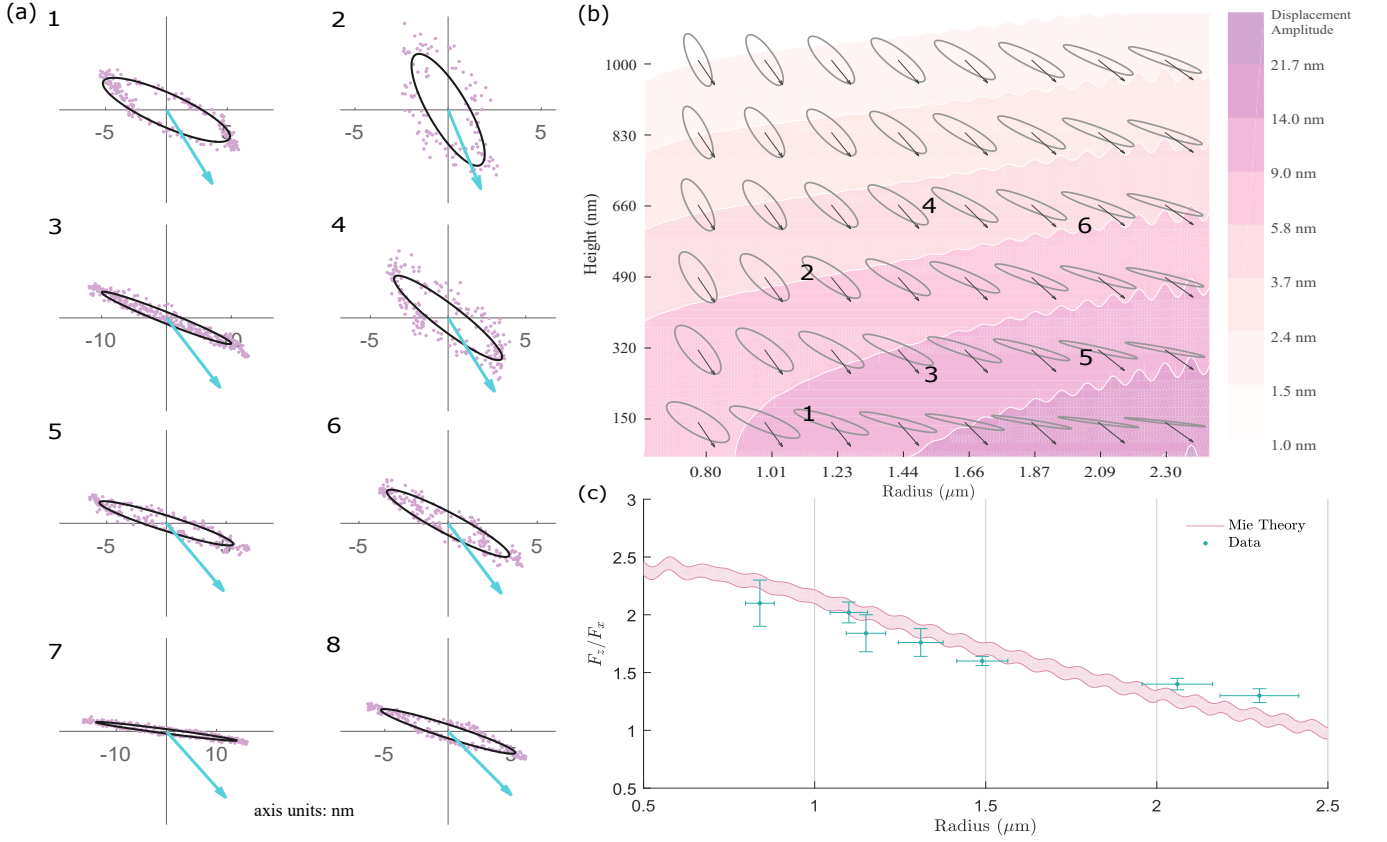 (a)
1
-5
5
2
-5
5
3
-10
0
4
-5
5
5
-5
6
-5
5
7
-10
10
8
-5
5
axis units: nm
(b)
Height (nm)
1000
830
660
490
320
150
4
6
2
5
3
1
0.80 1.01 1.23 1.44 1.66 1.87 2.09 2.30
Radius (μm)
Displacement
Amplitude
21.7 nm
14.0 nm
9.0 nm
5.8 nm
3.7 nm
2.4 nm
1.5 nm
1.0 nm
(c)
F_z/F_x
3
2.5
2
1.5
1
0.5
0.5 1 1.5 2 2.5
Radius (μm)
Mie Theory
Data